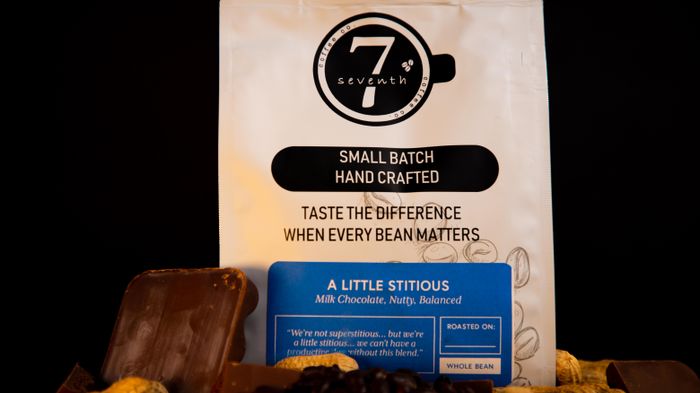 coffee co.
7
seventh
coffee co.
SMALL BATCH
HAND CRAFTED
TASTE THE DIFFERENCE
WHEN EVERY BEAN MATTERS
A LITTLE STITIOUS
Milk Chocolate, Nutty, Balanced
"We're not superstitious... but we're
a little stitious... we can't have a
productive day without this blend."
ROASTED ON:
WHOLE BEAN